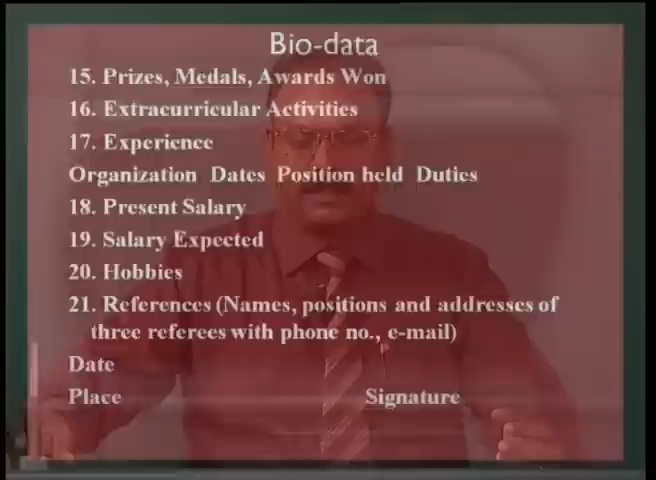 Bio-data
15. Prizes, Medals, Awards Won
16. Extracurricular Activities
17. Experience
Organization Dates Position held Duties
18. Present Salary
19. Salary Expected
20. Hobbies
21. References (Names, positions and addresses of
three referees with phone no., e-mail)
Date
Place Signature